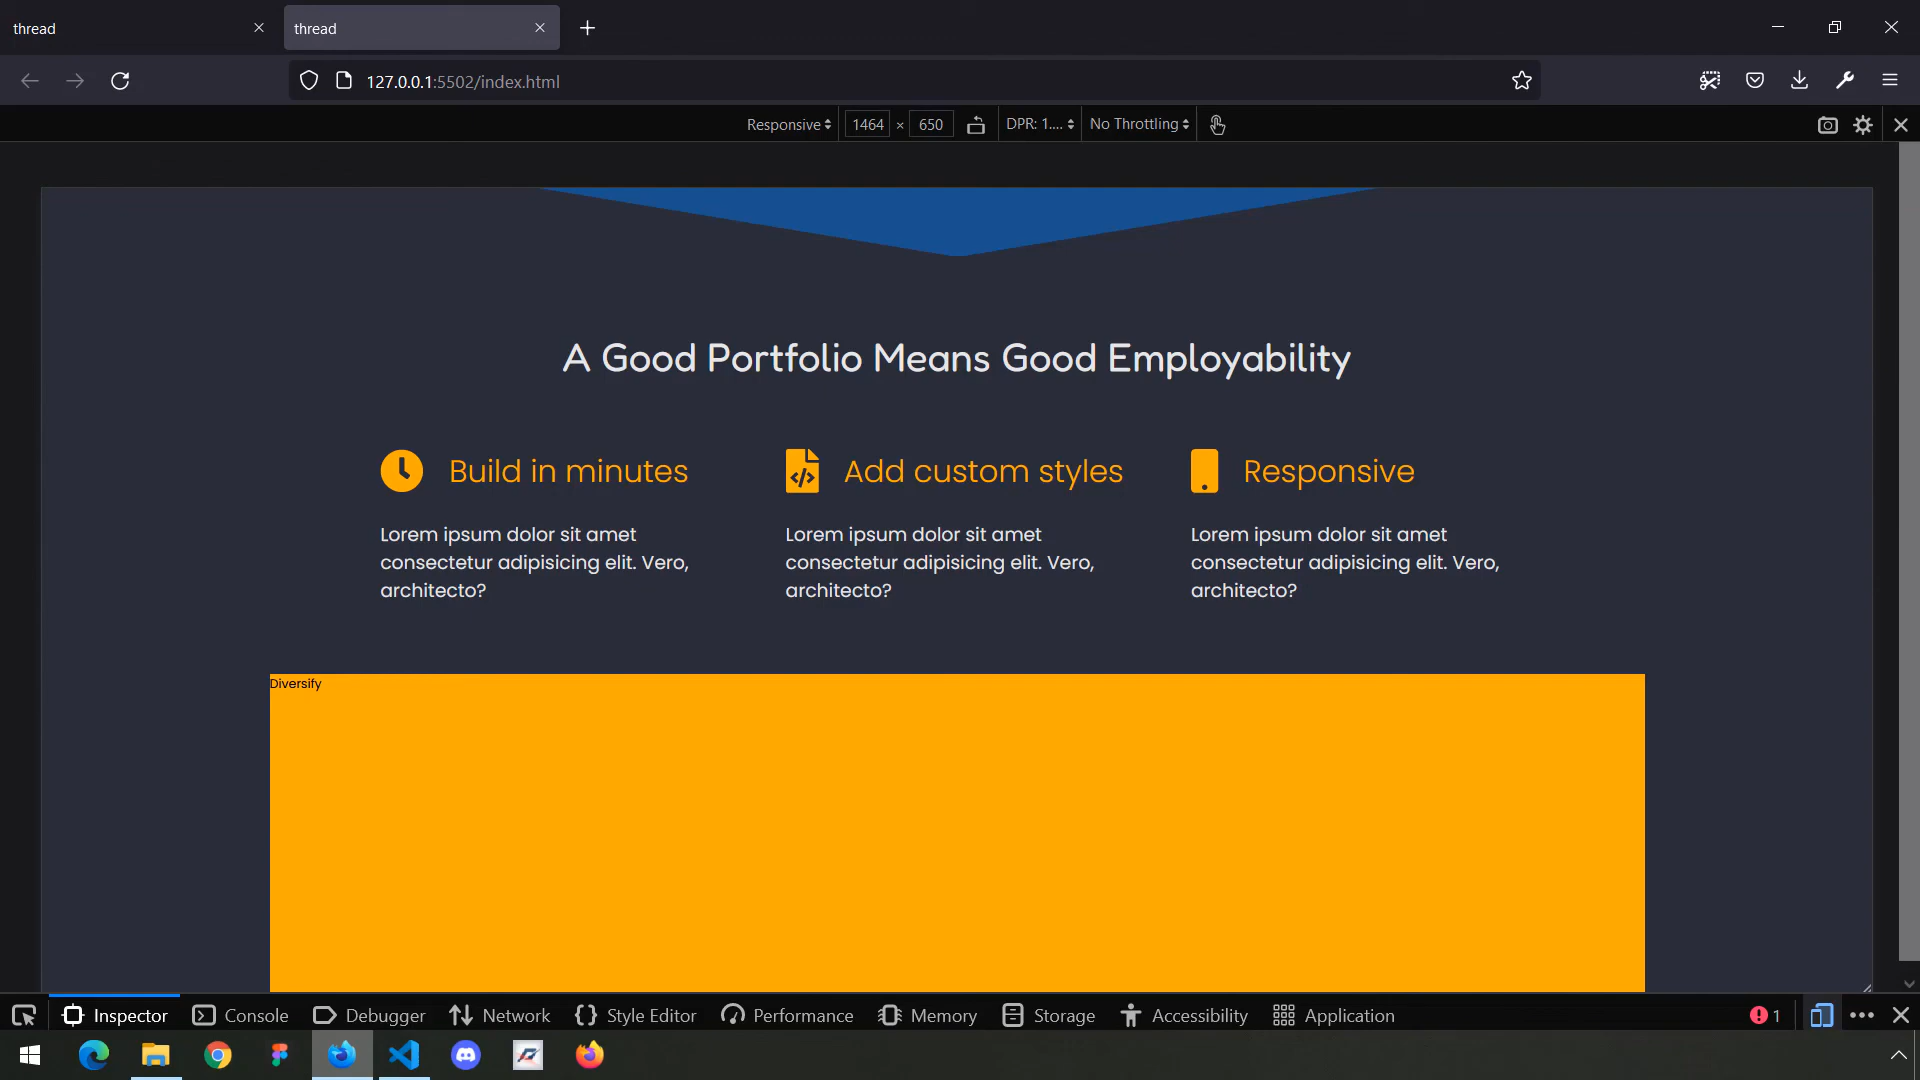 thread
thread
127.0.0.1:5502/index.html
Responsive
1464 × 650
DPR: 1....
No Throttling
A Good Portfolio Means Good Employability
Build in minutes
Lorem ipsum dolor sit amet
consectetur adipisicing elit. Vero,
architecto?
Add custom styles
Lorem ipsum dolor sit amet
consectetur adipisicing elit. Vero,
architecto?
Responsive
Lorem ipsum dolor sit amet
consectetur adipisicing elit. Vero,
architecto?
Diversify
Inspector
Console
Debugger
Network
Style Editor
Performance
Memory
Storage
Accessibility
Application
1